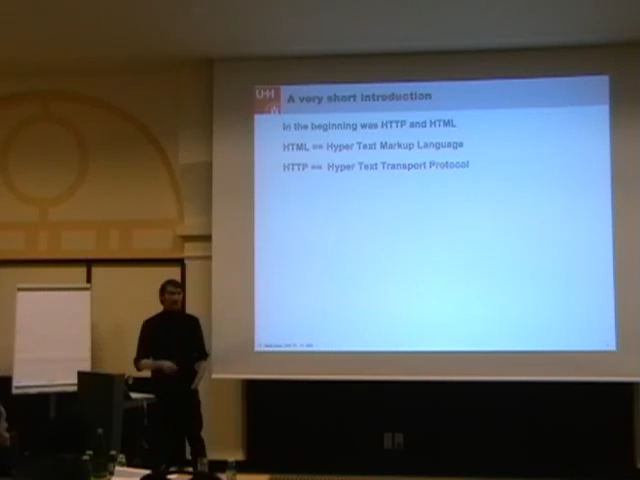 U+H
A very short introduction
In the beginning was HTTP and HTML
HTML == Hyper Text Markup Language
HTTP == Hyper Text Transport Protocol